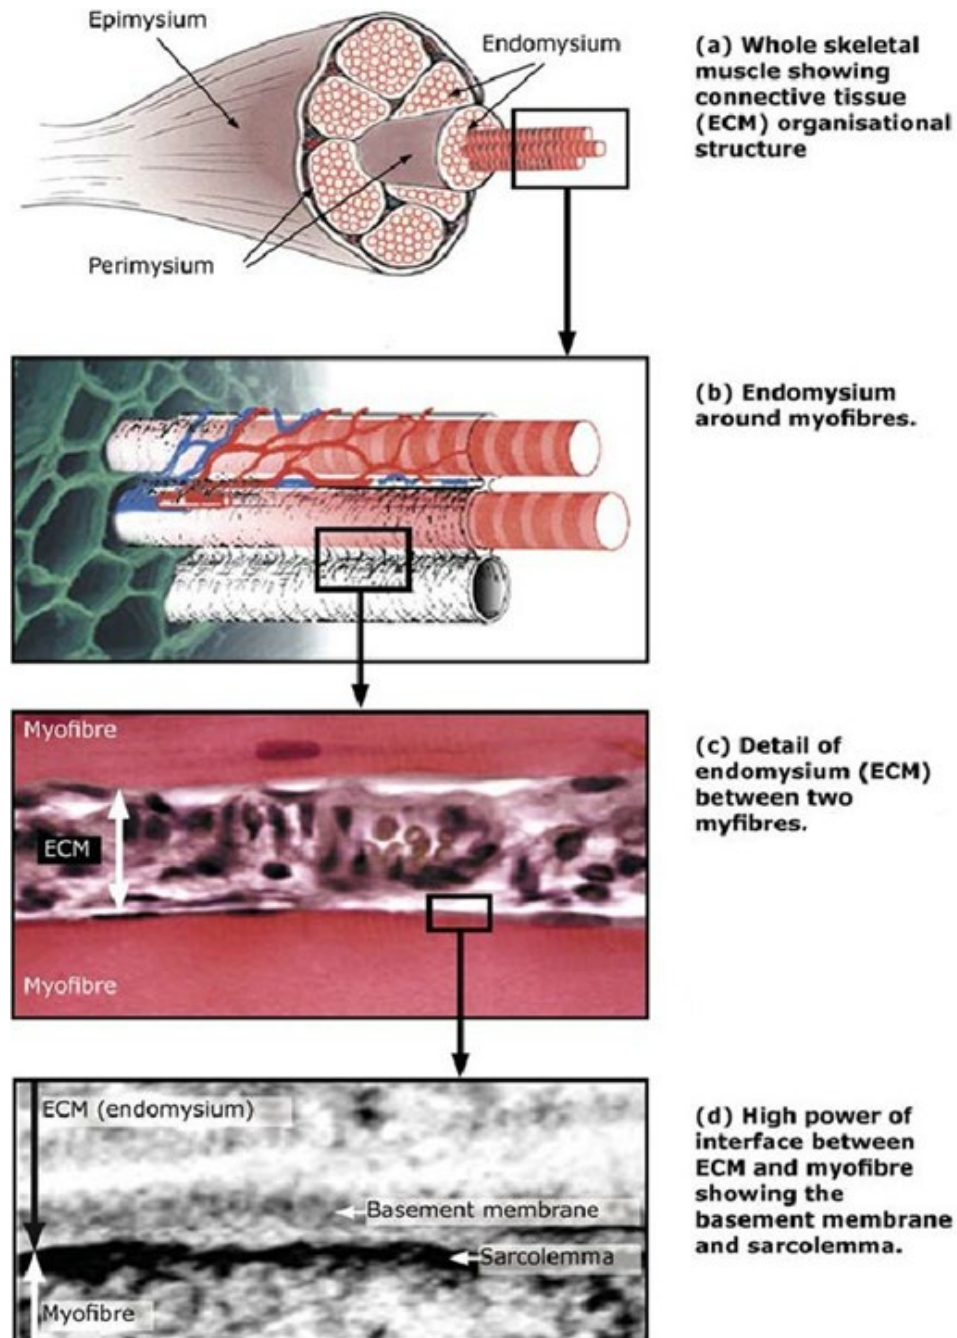 Epimysium
Endomysium
Perimysium
(a) Whole skeletal
muscle showing
connective tissue
(ECM) organisational
structure
(b) Endomysium
around myofibres.
Myofibre
ECM
Myofibre
(c) Detail of
endomysium (ECM)
between two
myfibres.
ECM (endomysium)
Basement membrane
Sarcolemma
Myofibre
(d) High power of
interface between
ECM and myofibre
showing the
basement membrane
and sarcolemma.